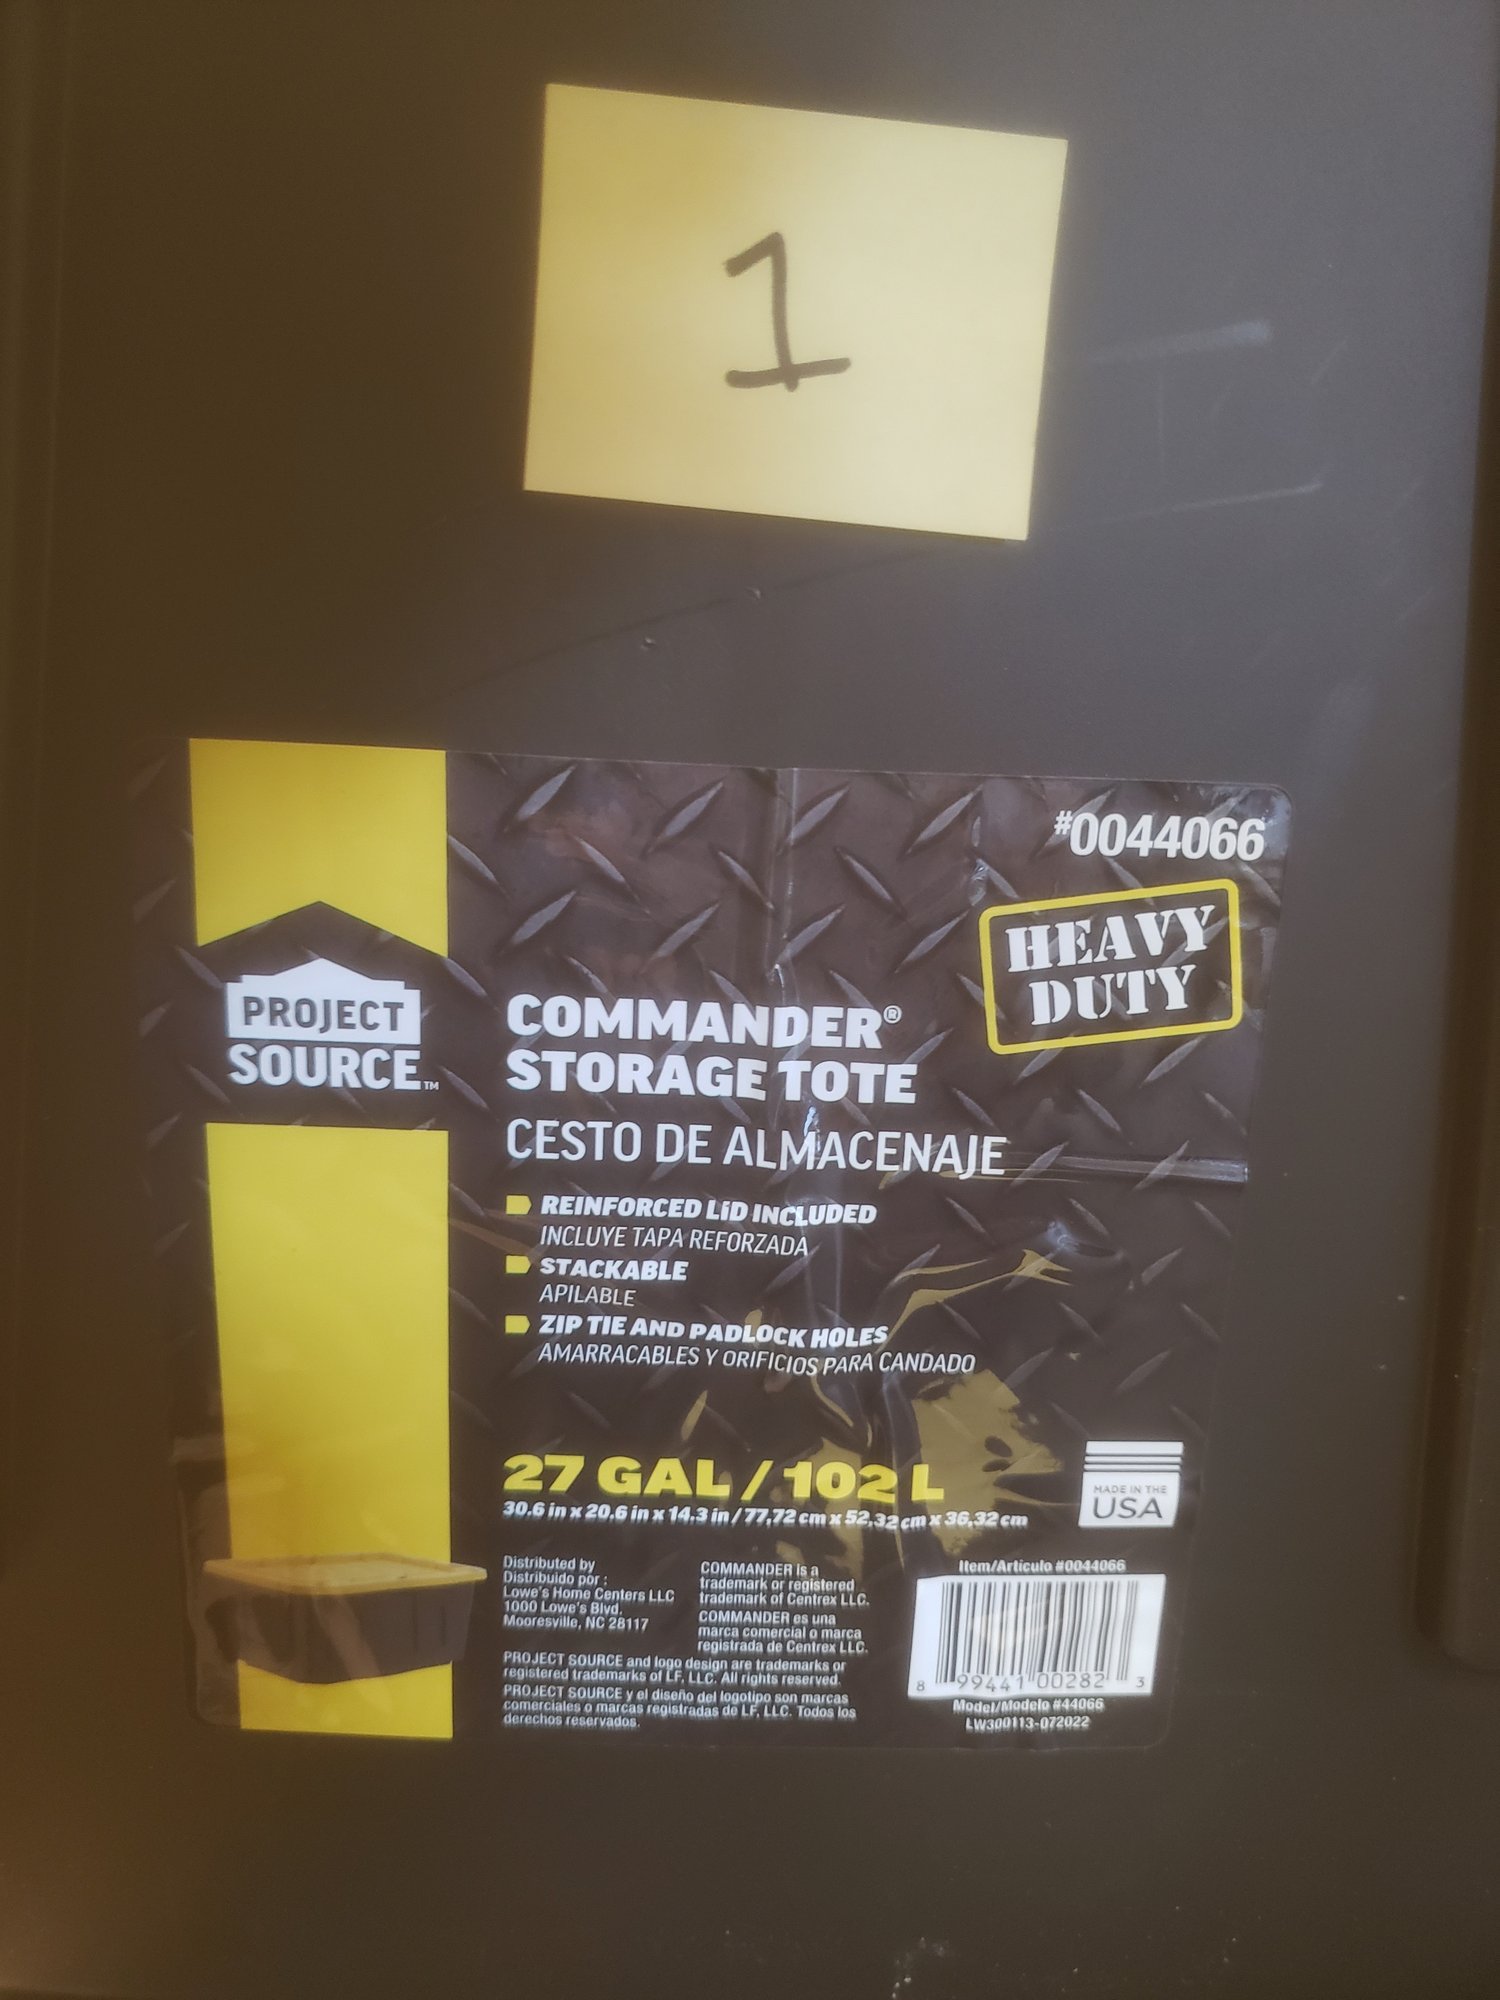 1
#0044066
HEAVY
DUTY
PROJECT
SOURCE™
COMMANDER®
STORAGE TOTE
CESTO DE ALMACENAJE
REINFORCED LID INCLUDED
INCLUYE TAPA REFORZADA
STACKABLE
APILABLE
ZIP TIE AND PADLOCK HOLES
AMARRACABLES Y ORIFICIOS PARA CANDADO
27 GAL / 102 L
30.6 in x 20.6 in x 14.3 in / 77,72 cm x 52,32 cm x 36,32 cm
MADE IN THE
USA
Distributed by
Distribuido por :
Lowe's Home Centers LLC
1000 Lowe's Blvd.
Mooresville, NC 28117
COMMANDER is a
trademark or registered
trademark of Centrex LLC.
COMMANDER es una
marca comercial o marca
registrada de Centrex LLC.
PROJECT SOURCE and logo design are trademarks or
registered trademarks of LF, LLC. All rights reserved.
PROJECT SOURCE y el diseño del logotipo son marcas
comerciales o marcas registradas de LF, LLC. Todos los
derechos reservados.
Item/Artículo #0044066
8 99441 00282 3
Model/Modelo #44066
LW300113-072022